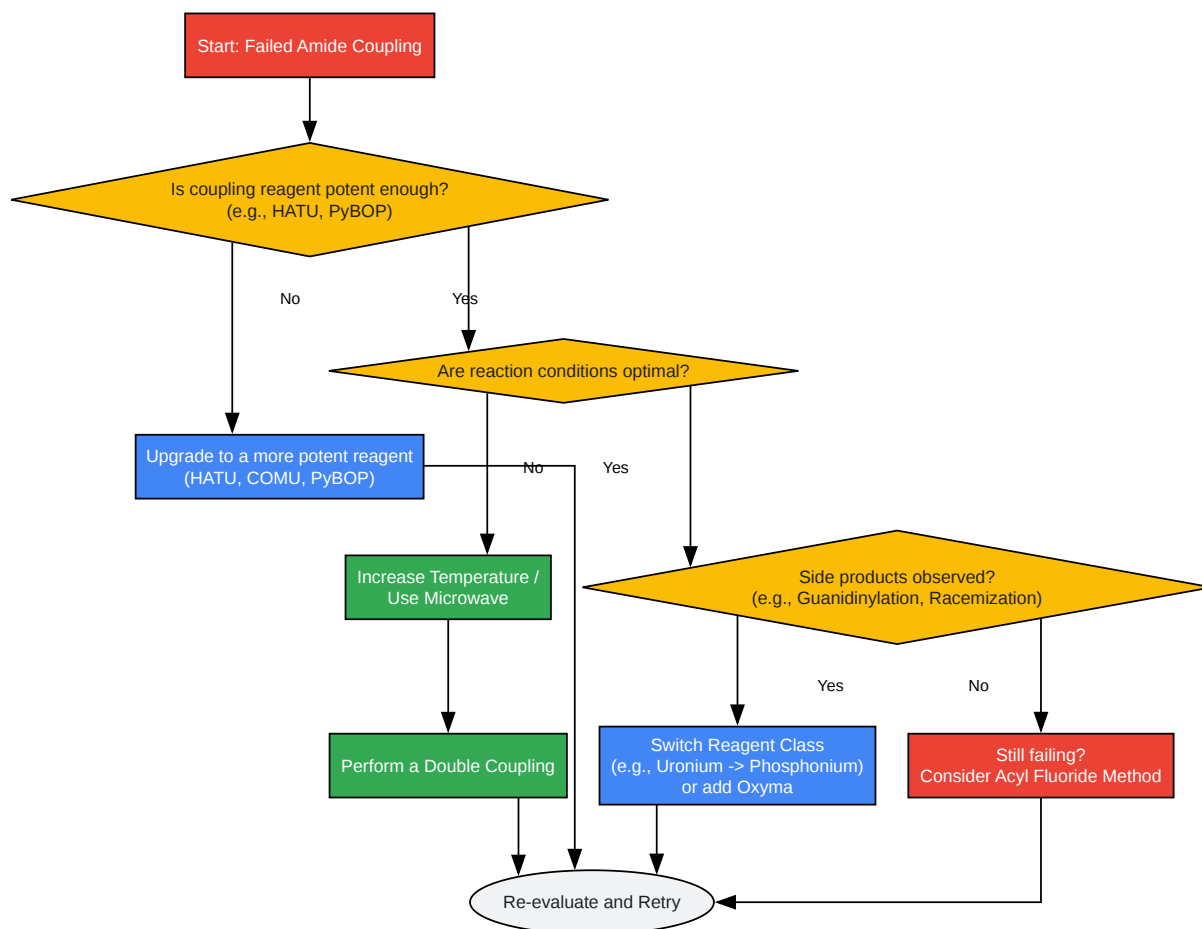 Start: Failed Amide Coupling
Is coupling reagent potent enough?
(e.g., HATU, PyBOP)
No
Yes
Are reaction conditions optimal?
Upgrade to a more potent reagent
(HATU, COMU, PyBOP)
No
Yes
Increase Temperature /
Use Microwave
Side products observed?
(e.g., Guanidinylation, Racemization)
Yes
No
Perform a Double Coupling
Switch Reagent Class
(e.g., Uronium -> Phosphonium)
or add Oxyma
Still failing?
Consider Acyl Fluoride Method
Re-evaluate and Retry